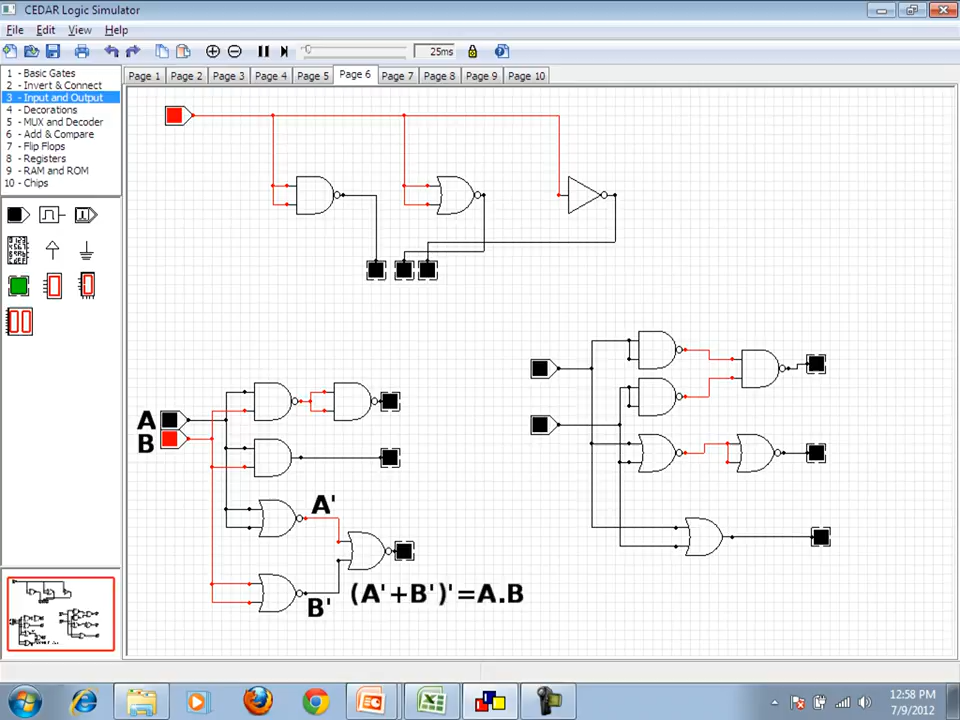 CEDAR Logic Simulator
File Edit View Help
25ms
1 - Basic Gates
2 - Invert & Connect
3 - Input and Output
4 - Decorations
5 - MUX and Decoder
6 - Add & Compare
7 - Flip Flops
8 - Registers
9 - RAM and ROM
10 - Chips
Page 1 Page 2 Page 3 Page 4 Page 5 Page 6 Page 7 Page 8 Page 9 Page 10
A
B
A'
B'
(A'+B')'=A.B
12:58 PM
7/9/2012